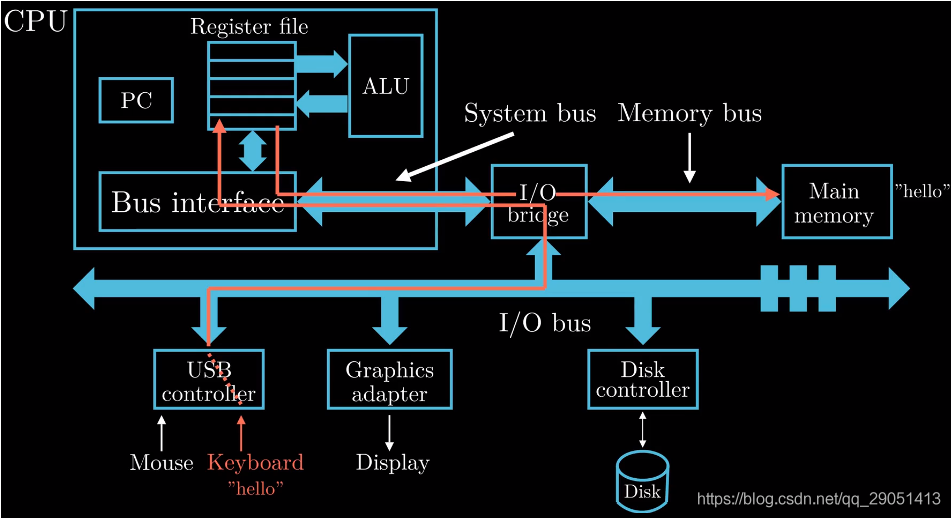 CPU
Register file
PC
ALU
System bus
Memory bus
Bus interface
I/O
bridge
Main
memory
"hello"
I/O bus
USB
controller
Graphics
adapter
Disk
controller
Mouse
Keyboard
"hello"
Display
Disk
https://blog.csdn.net/qq_29051413